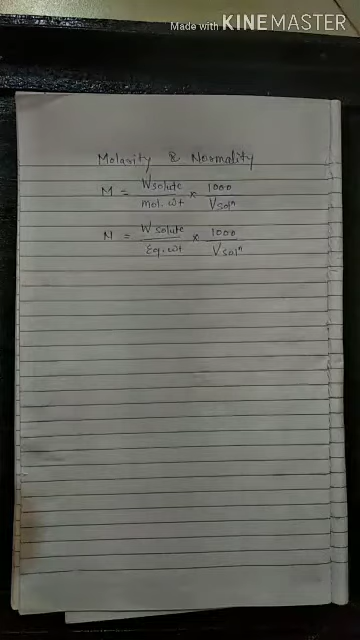 Made with KINEMASTER
Molarity & Normality
M = Wsolute / mol. wt × 1000 / Vsolⁿ
N = Wsolute / Eq. wt × 1000 / Vsolⁿ